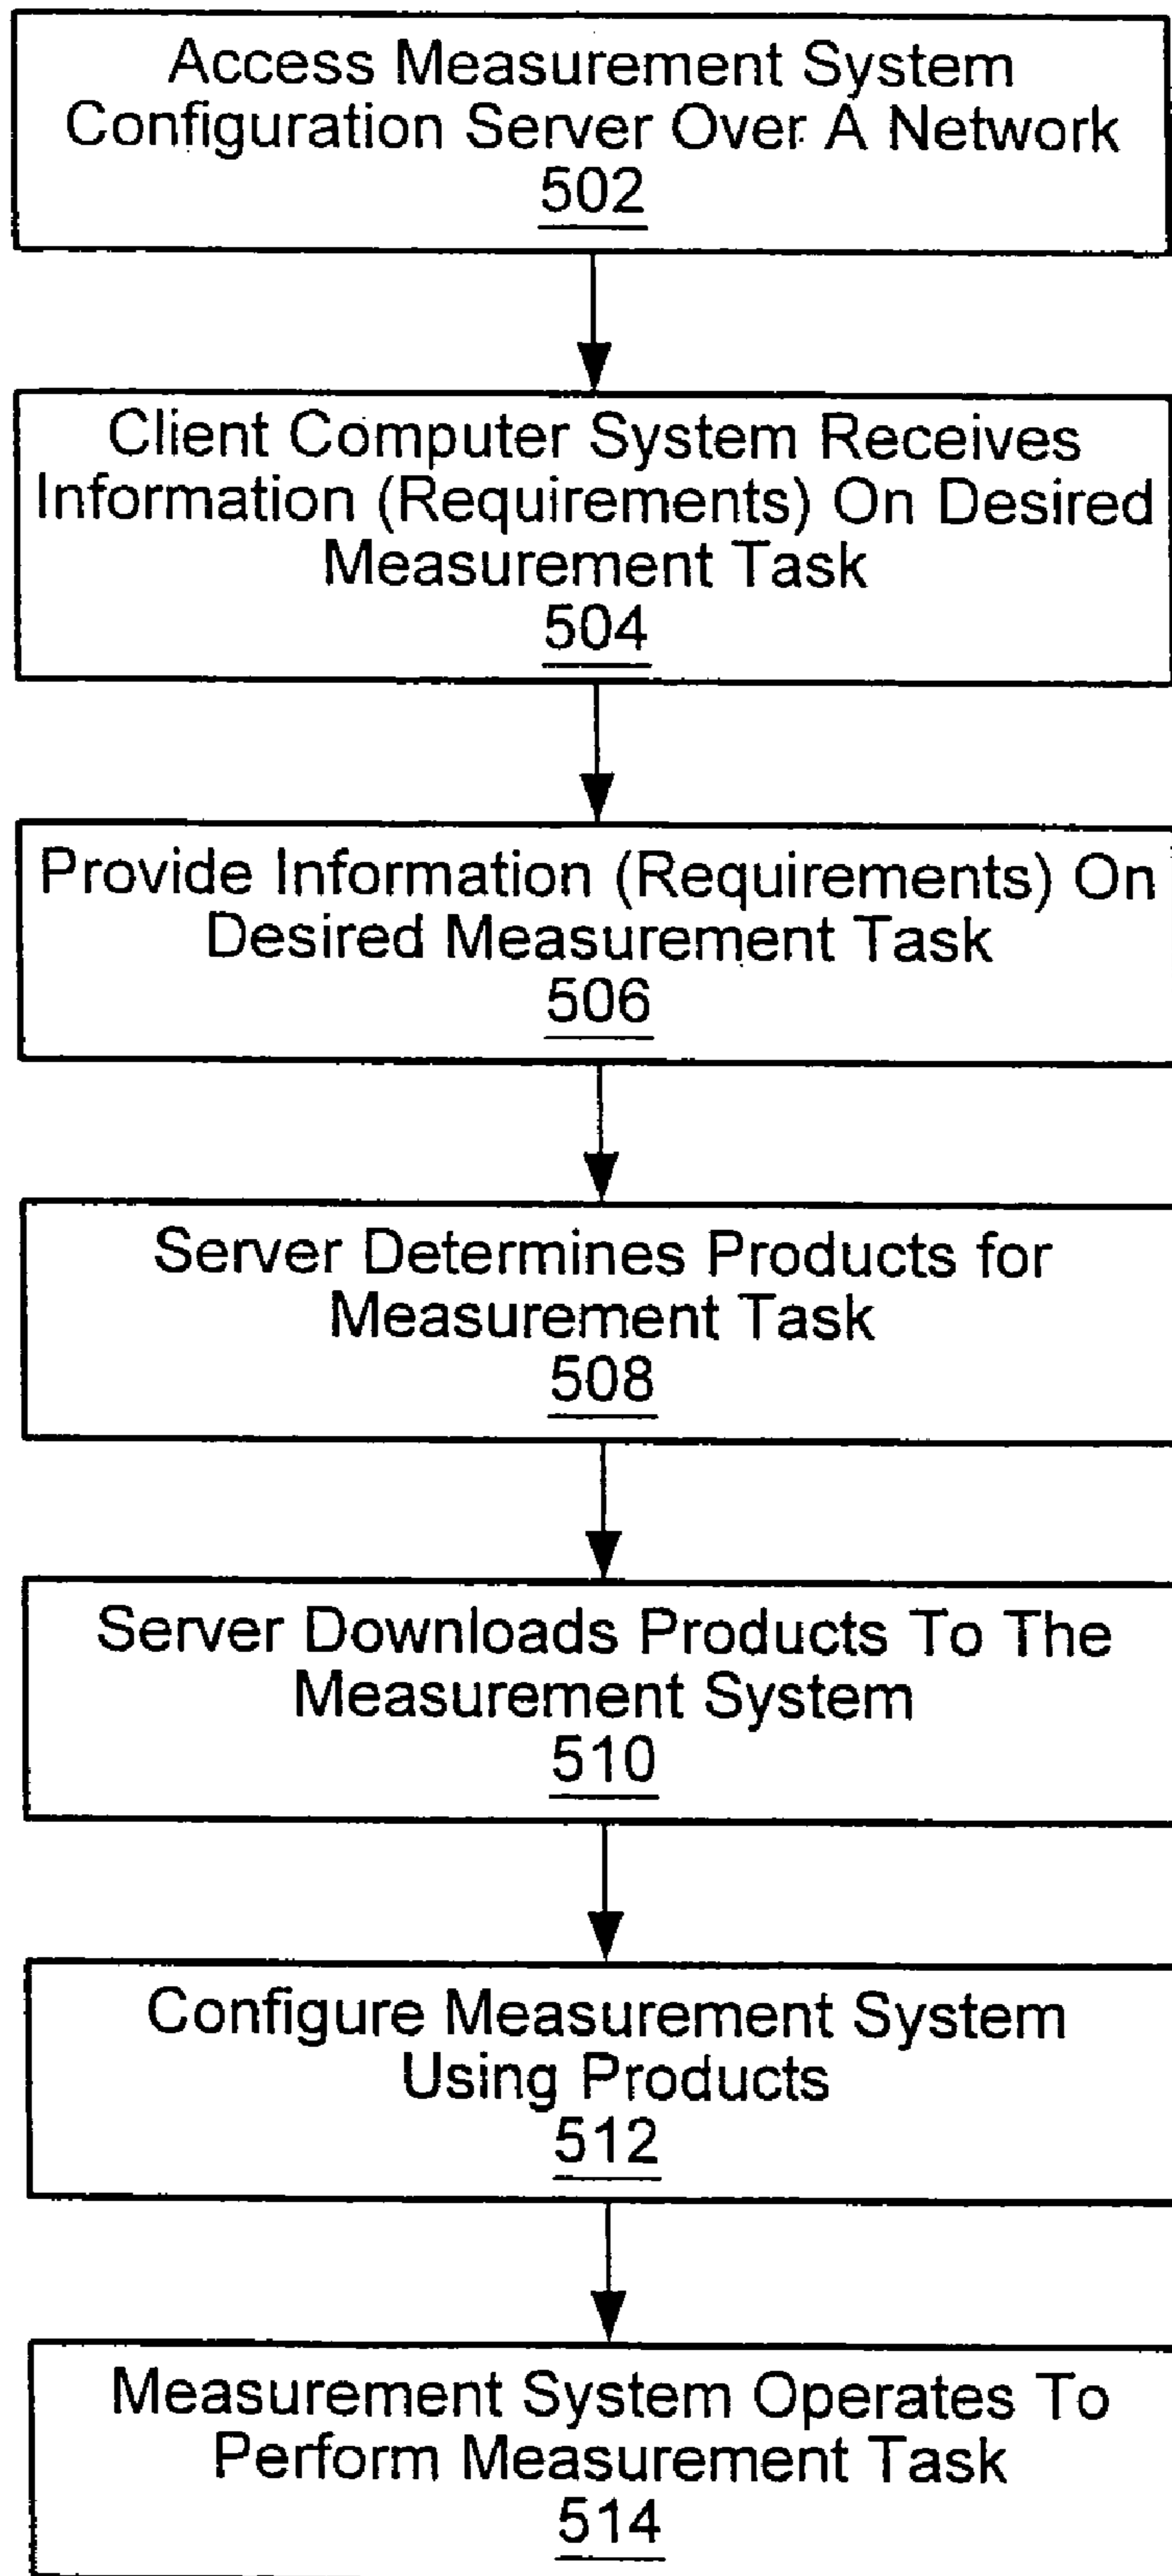 Access Measurement System
Configuration Server Over A Network
502
Client Computer System Receives
Information (Requirements) On Desired
Measurement Task
504
Provide Information (Requirements) On
Desired Measurement Task
506
Server Determines Products for
Measurement Task
508
Server Downloads Products To The
Measurement System
510
Configure Measurement System
Using Products
512
Measurement System Operates To
Perform Measurement Task
514